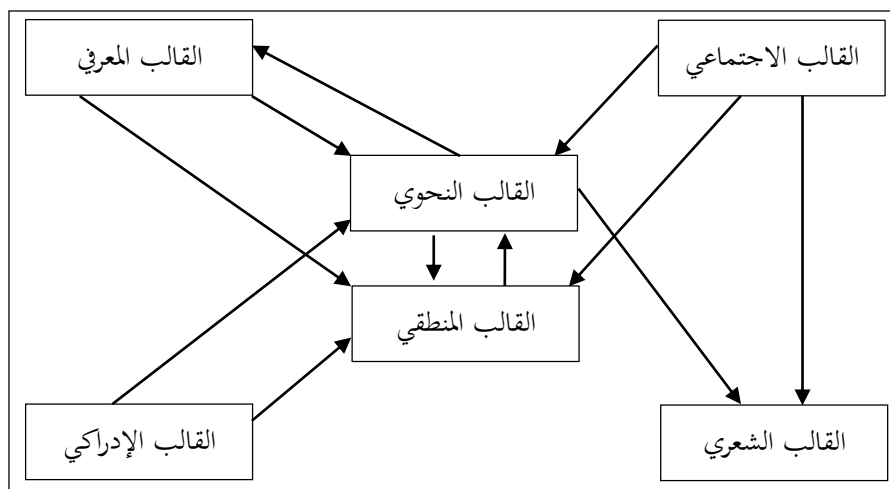 القالب الاجتماعي
القالب المعرفي
القالب النحوي
القالب المنطقي
القالب الشعري
القالب الإدراكي